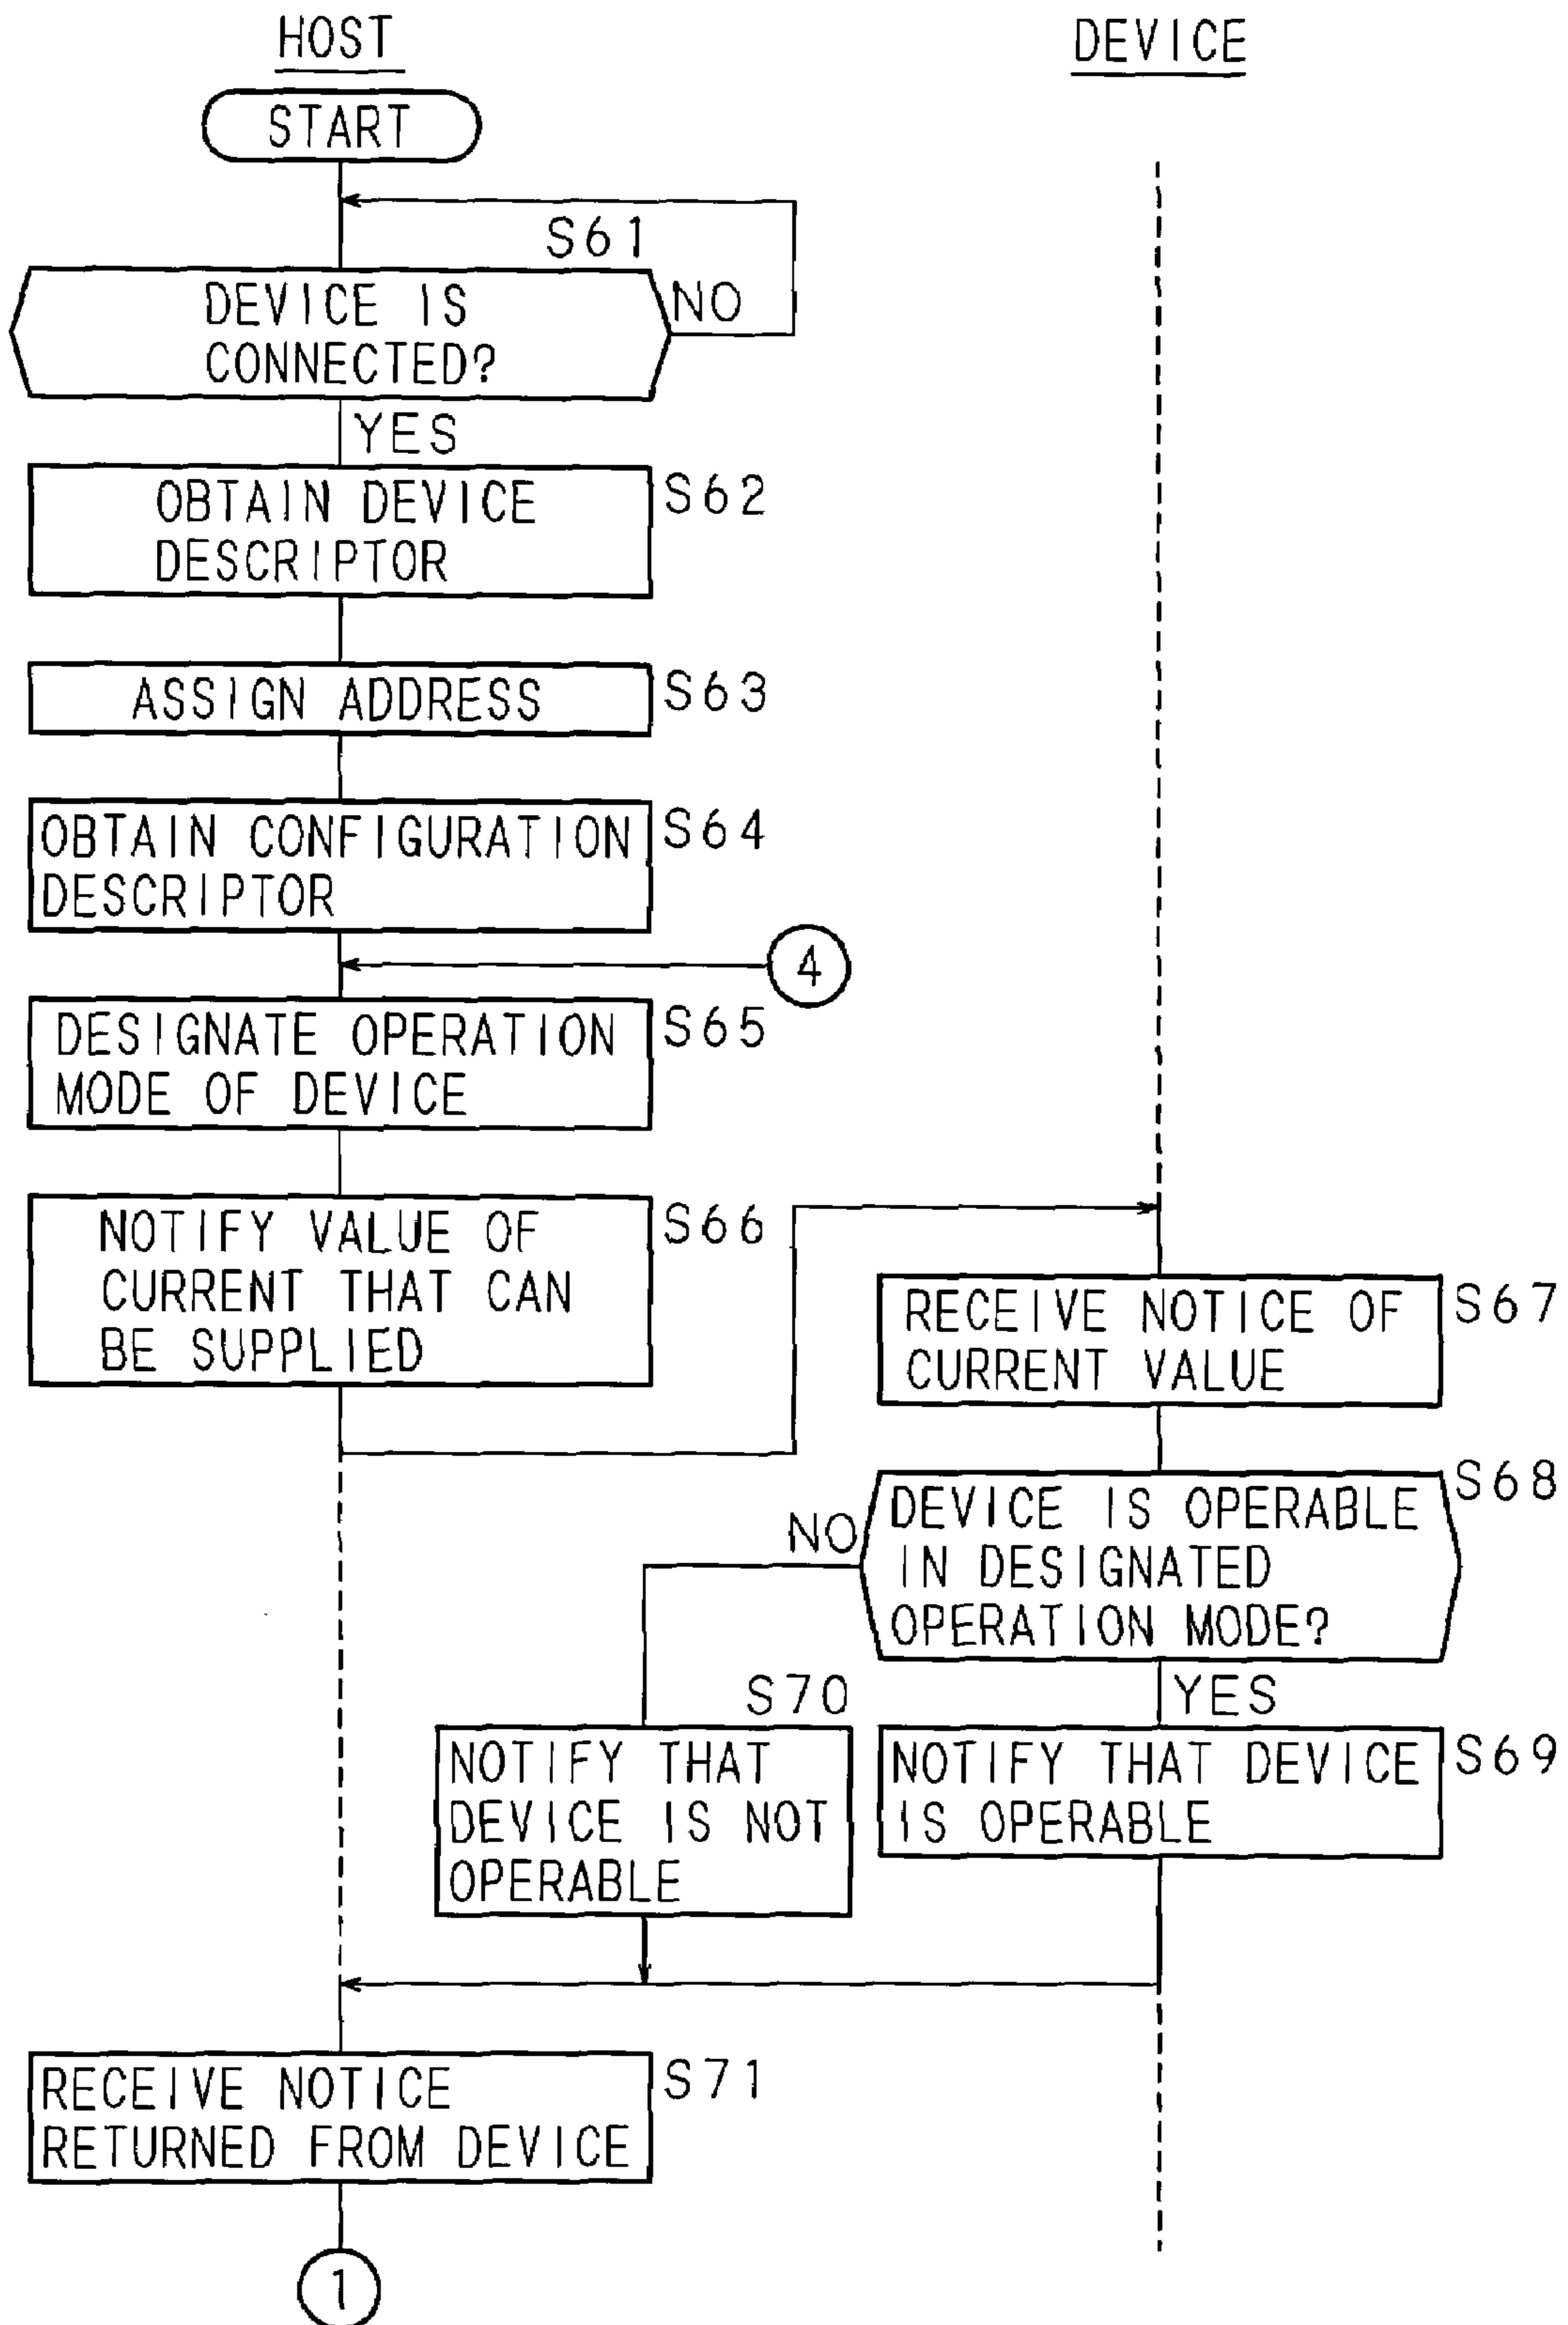 HOST
DEVICE
START
S61
DEVICE IS
CONNECTED?
NO
YES
OBTAIN DEVICE
DESCRIPTOR
S62
ASSIGN ADDRESS
S63
OBTAIN CONFIGURATION
DESCRIPTOR
S64
4
DESIGNATE OPERATION
MODE OF DEVICE
S65
NOTIFY VALUE OF
CURRENT THAT CAN
BE SUPPLIED
S66
RECEIVE NOTICE OF
CURRENT VALUE
S67
DEVICE IS OPERABLE
IN DESIGNATED
OPERATION MODE?
S68
NO
YES
S70
NOTIFY THAT
DEVICE IS NOT
OPERABLE
NOTIFY THAT DEVICE
IS OPERABLE
S69
RECEIVE NOTICE
RETURNED FROM DEVICE
S71
1